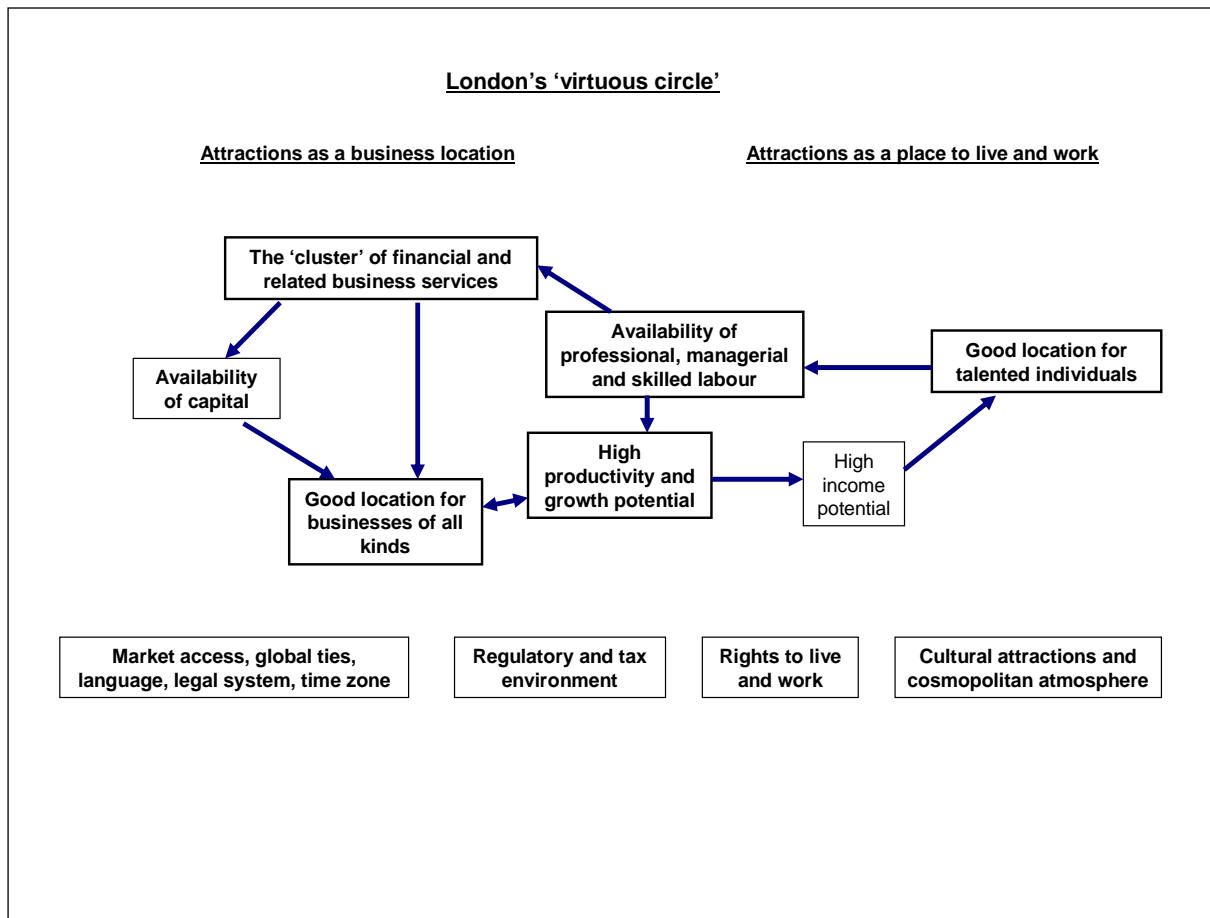 London’s ‘virtuous circle’
Attractions as a business location
Attractions as a place to live and work
The ‘cluster’ of financial and
related business services
Availability of
professional, managerial
and skilled labour
Good location for
talented individuals
Availability
of capital
High
productivity and
growth potential
High
income
potential
Good location for
businesses of all
kinds
Market access, global ties,
language, legal system, time zone
Regulatory and tax
environment
Rights to live
and work
Cultural attractions and
cosmopolitan atmosphere